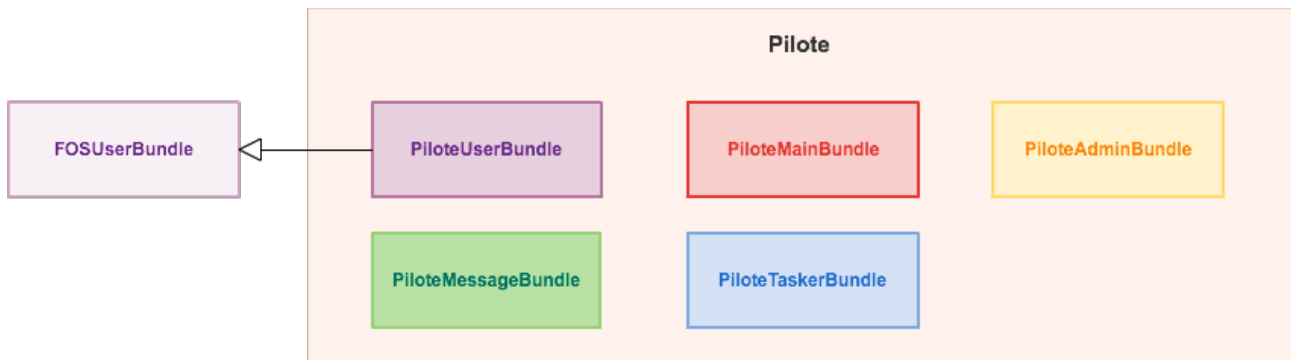 Pilote
FOSUserBundle
PiloteUserBundle
PiloteMainBundle
PiloteAdminBundle
PiloteMessageBundle
PiloteTaskerBundle